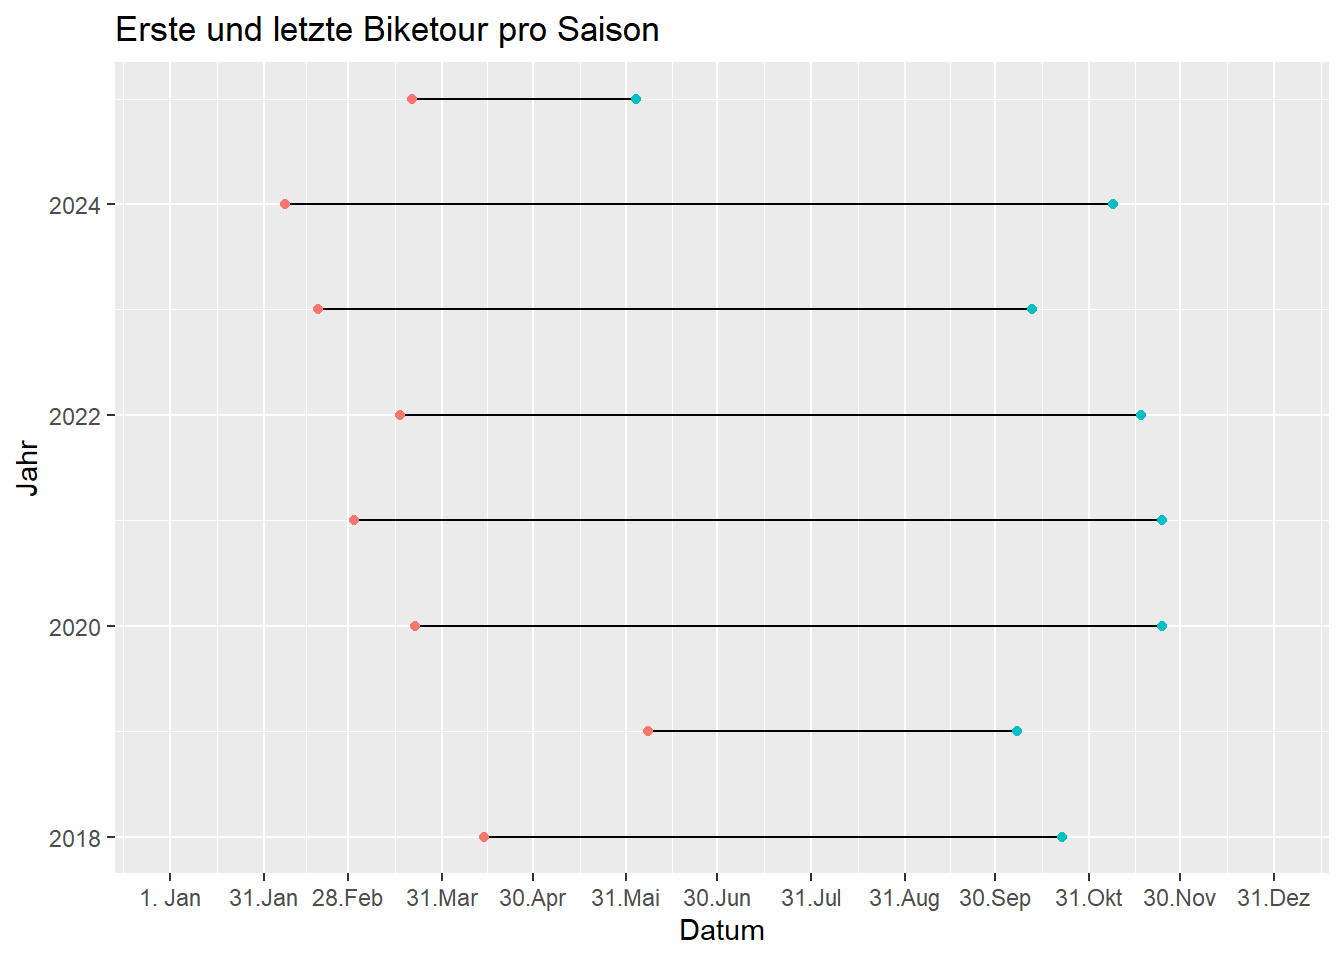 Erste und letzte Biketour pro Saison
2024
2022
2020
2018
Jahr
1. Jan
31.Jan
28.Feb
31.Mar
30.Apr
31.Mai
30.Jun
31.Jul
31.Aug
30.Sep
31.Okt
30.Nov
31.Dez
Datum